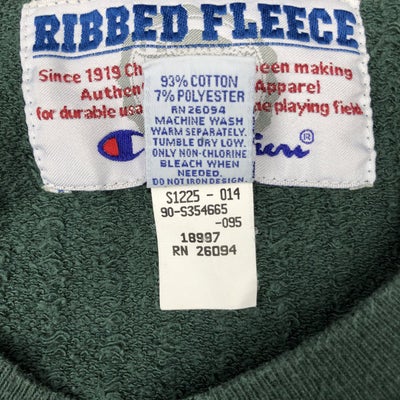 RIBBED FLEECE
Since 1919 Ch een making
Authen Apparel
for durable usa e playing field.
C ®
93% COTTON
7% POLYESTER
RN 26094
MACHINE WASH
WARM SEPARATELY.
TUMBLE DRY LOW.
ONLY NON-CHLORINE
BLEACH WHEN
NEEDED.
DO NOT IRON DESIGN.
S1225 - 014
90-S354665
-095
18997
RN 26094